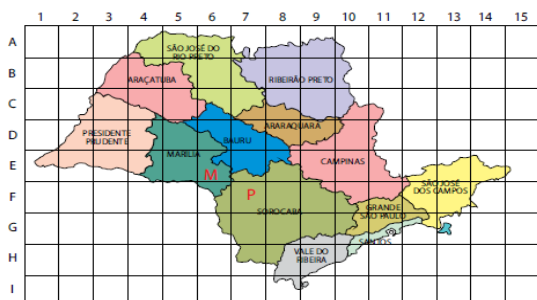 1 2 3 4 5 6 7 8 9 10 11 12 13 14 15
A
SÃO JOSÉ DO
RIO PRETO
B
ARAÇATUBA
RIBEIRÃO PRETO
C
D
PRESIDENTE
PRUDENTE
ARARAQUARA
BAURU
MARÍLIA
CAMPINAS
E
M
SÃO JOSÉ
DOS CAMPOS
F
P
SOROCABA
GRANDE
SÃO PAULO
G
SANTOS
H
VALE DO
RIBEIRA
I